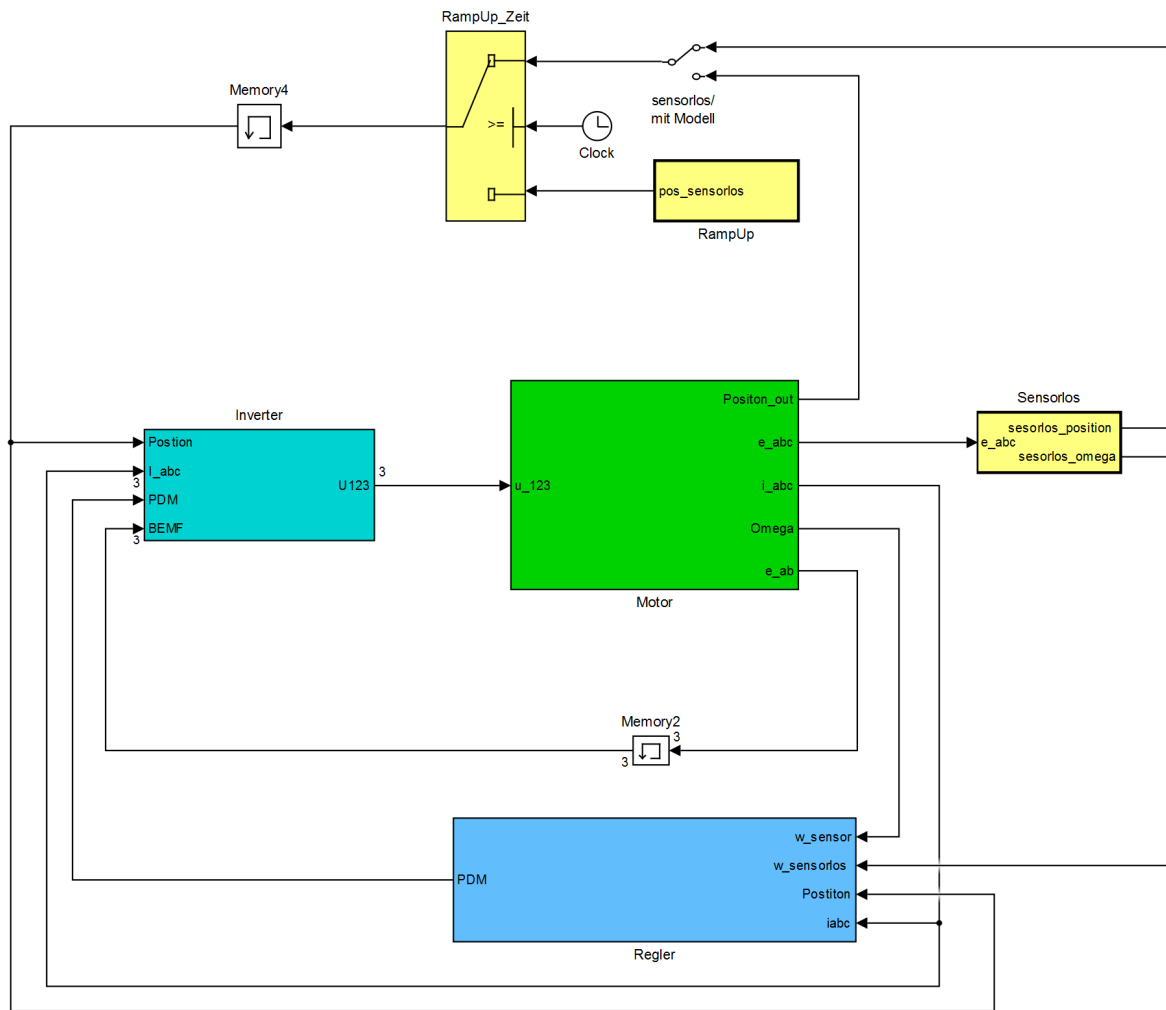 RampUp_Zeit
Memory4
sensorlos/
mit Modell
>=
Clock
pos_sensorlos
RampUp
Inverter
Postion
I_abc
3
PDM
BEMF
3
U123
3
u_123
Positon_out
e_abc
i_abc
Omega
e_ab
Motor
Sensorlos
e_abc
sesorlos_position
sesorlos_omega
Memory2
3
3
w_sensor
w_sensorlos
PDM
Postiton
iabc
Regler